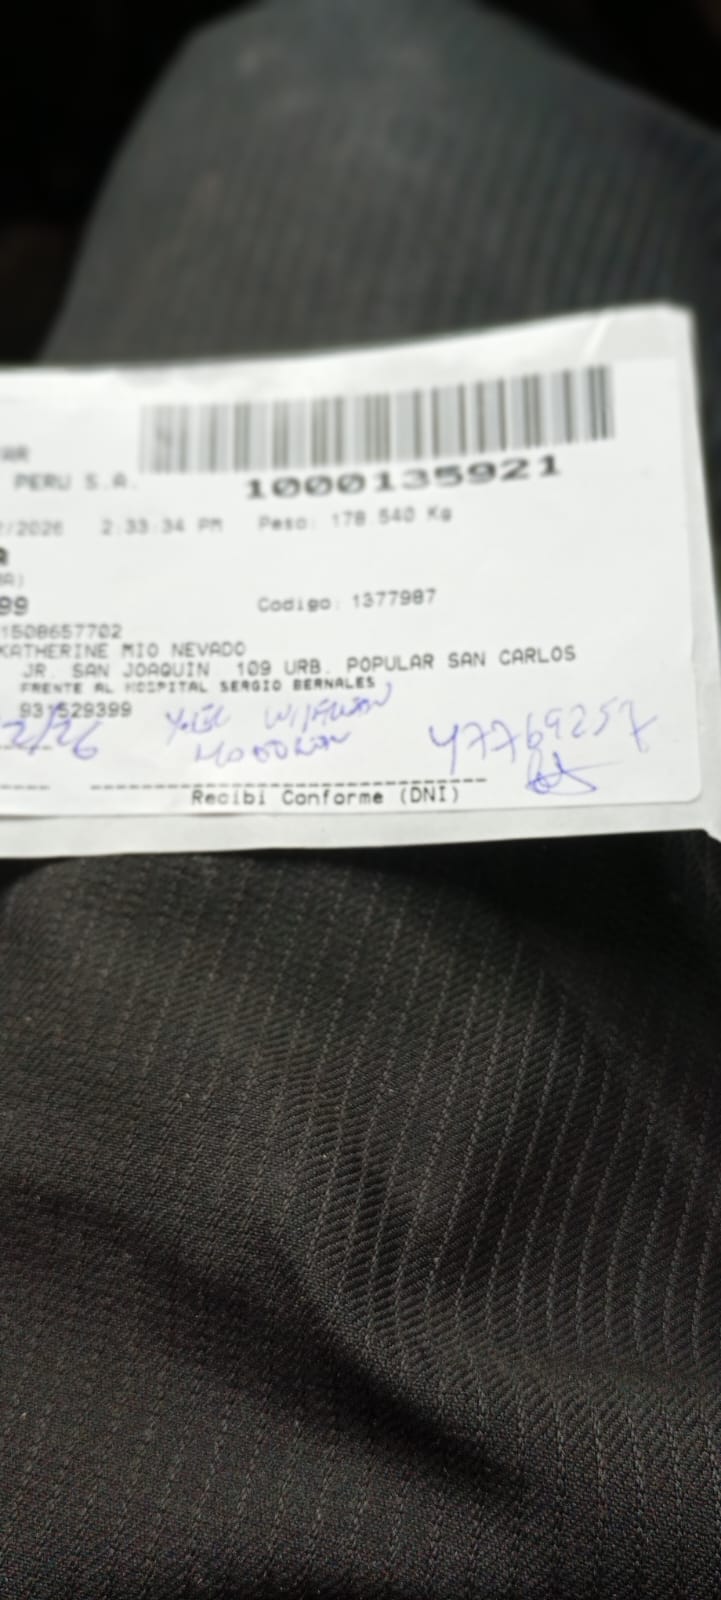 1000135921
PERU S.A.
/2026 2:33:34 PM Peso: 178.540 Kg
99 Codigo: 1377987
1508657702
KATHERINE MIO NEVADO
JR. SAN JOAQUIN 109 URB. POPULAR SAN CARLOS
FRENTE AL HOSPITAL SERGIO BERNALES
931529399
2/26 47769257
Recibi Conforme (DNI)